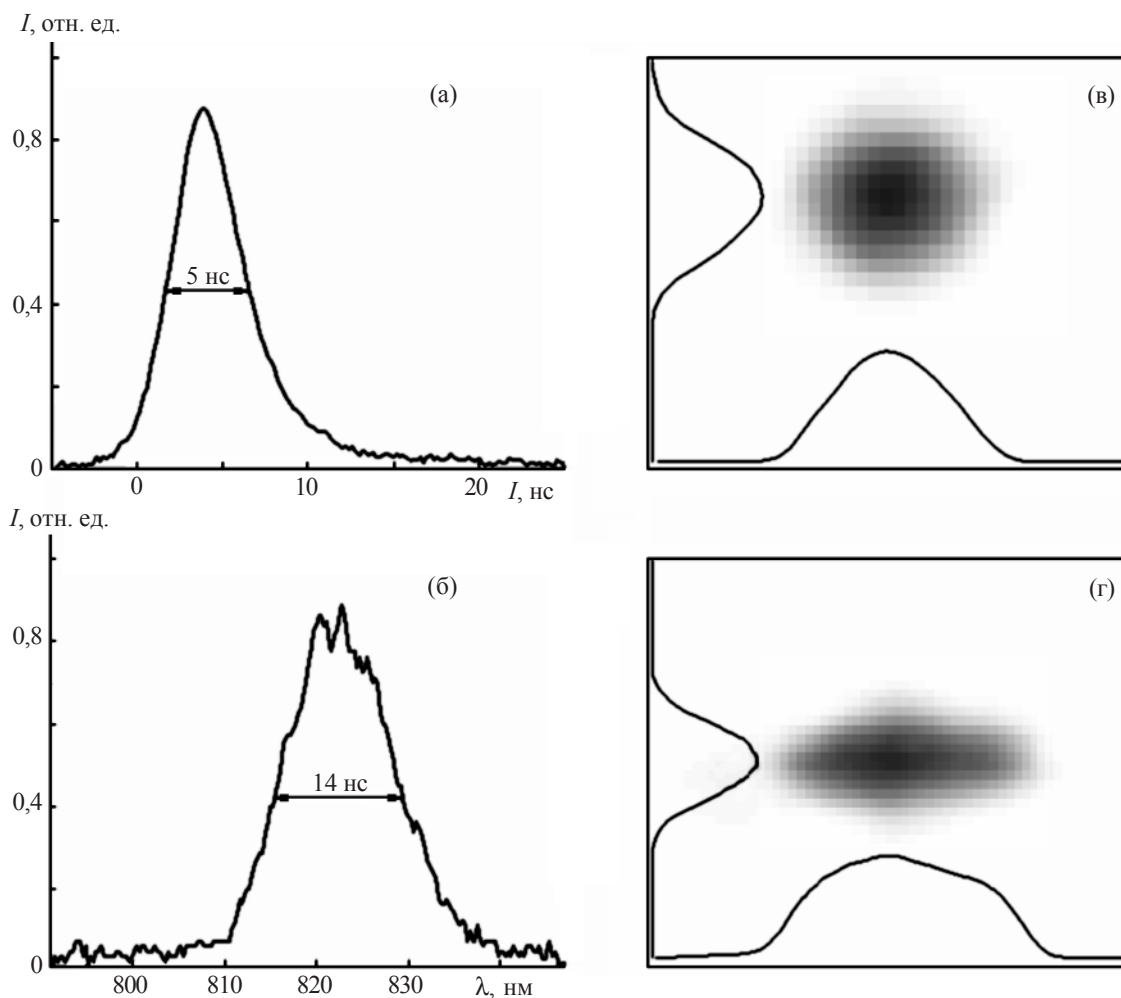 I, отн. ед.
(а)
0,8
5 нс
0,4
0
0 10 20 I, нс
(в)
I, отн. ед.
(б)
0,8
14 нс
0,4
0
800 810 820 830 λ, нм
(г)